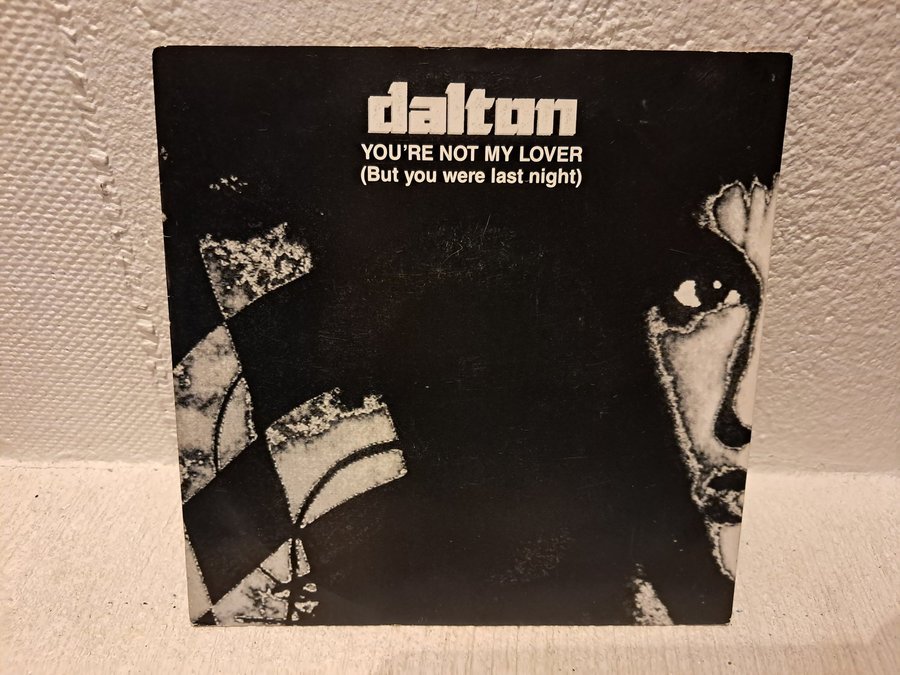 dalton
YOU'RE NOT MY LOVER
(But you were last night)